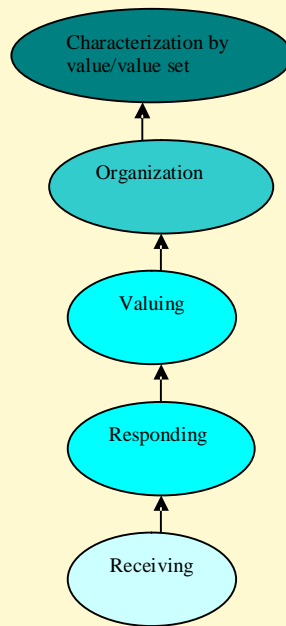 Characterization by
value/value set
Organization
Valuing
Responding
Receiving